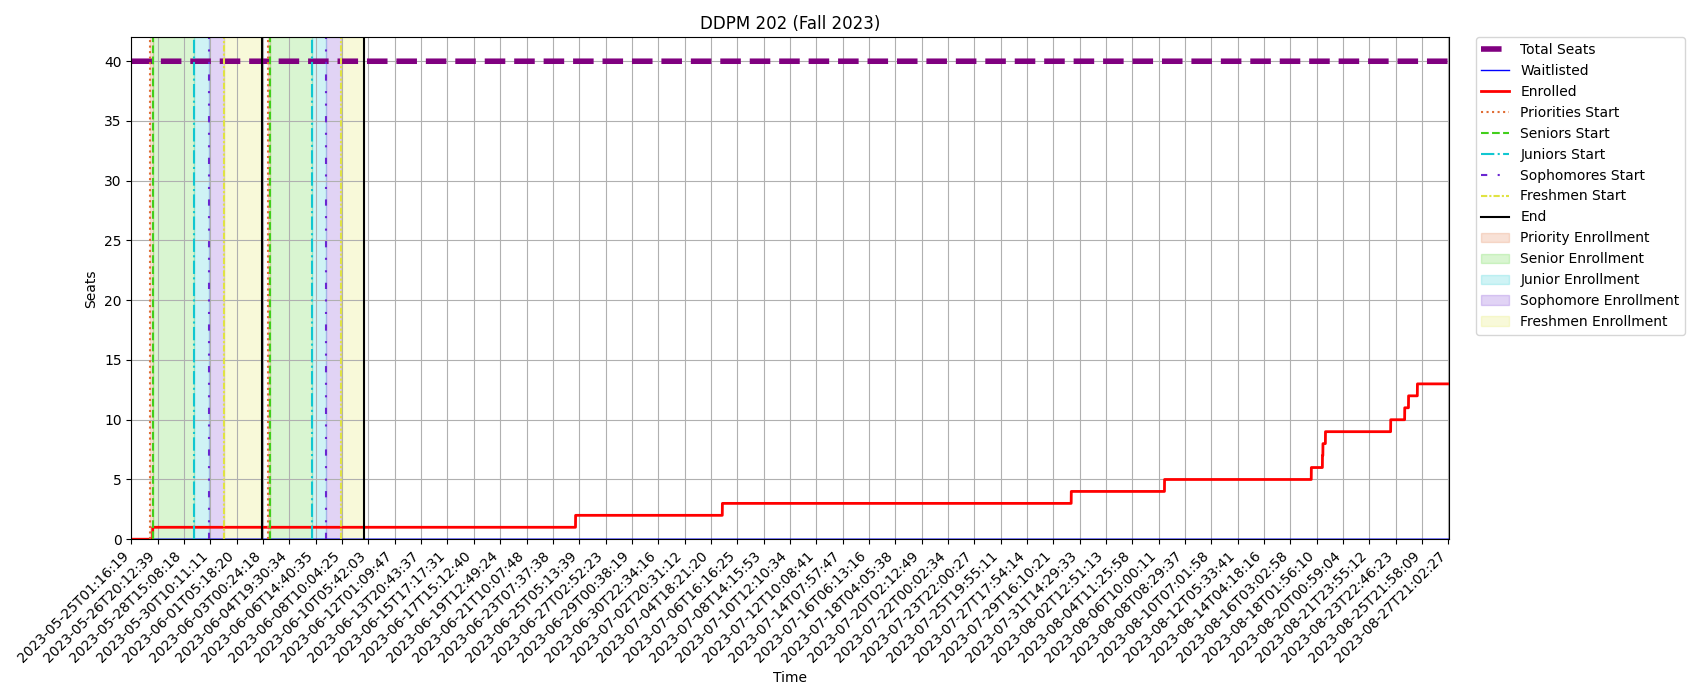 DDPM 202 (Fall 2023)
Seats
40
35
30
25
20
15
10
5
0
2023-05-25T01:16:19
2023-05-26T20:12:39
2023-05-28T15:08:18
2023-05-30T10:11:11
2023-06-01T05:18:20
2023-06-03T00:24:18
2023-06-04T19:30:34
2023-06-06T14:40:35
2023-06-08T10:04:25
2023-06-10T05:42:03
2023-06-12T01:09:47
2023-06-13T20:43:37
2023-06-15T17:17:31
2023-06-17T15:12:40
2023-06-19T12:49:24
2023-06-21T10:07:48
2023-06-23T07:37:38
2023-06-25T05:13:39
2023-06-27T02:52:23
2023-06-29T00:38:19
2023-06-30T22:34:16
2023-07-02T20:31:12
2023-07-04T18:21:20
2023-07-06T16:16:25
2023-07-08T14:15:53
2023-07-10T12:10:34
2023-07-12T10:08:41
2023-07-14T07:57:47
2023-07-16T06:13:16
2023-07-18T04:05:38
2023-07-20T02:12:49
2023-07-22T00:02:34
2023-07-23T22:00:27
2023-07-25T19:55:11
2023-07-27T17:54:14
2023-07-29T16:10:21
2023-07-31T14:29:33
2023-08-02T12:51:13
2023-08-04T11:25:58
2023-08-06T10:00:11
2023-08-08T08:29:37
2023-08-10T07:01:58
2023-08-12T05:33:41
2023-08-14T04:18:16
2023-08-16T03:02:58
2023-08-18T01:56:10
2023-08-20T00:59:04
2023-08-21T23:55:12
2023-08-23T22:46:23
2023-08-25T21:58:09
2023-08-27T21:02:27
Time
Total Seats
Waitlisted
Enrolled
Priorities Start
Seniors Start
Juniors Start
Sophomores Start
Freshmen Start
End
Priority Enrollment
Senior Enrollment
Junior Enrollment
Sophomore Enrollment
Freshmen Enrollment